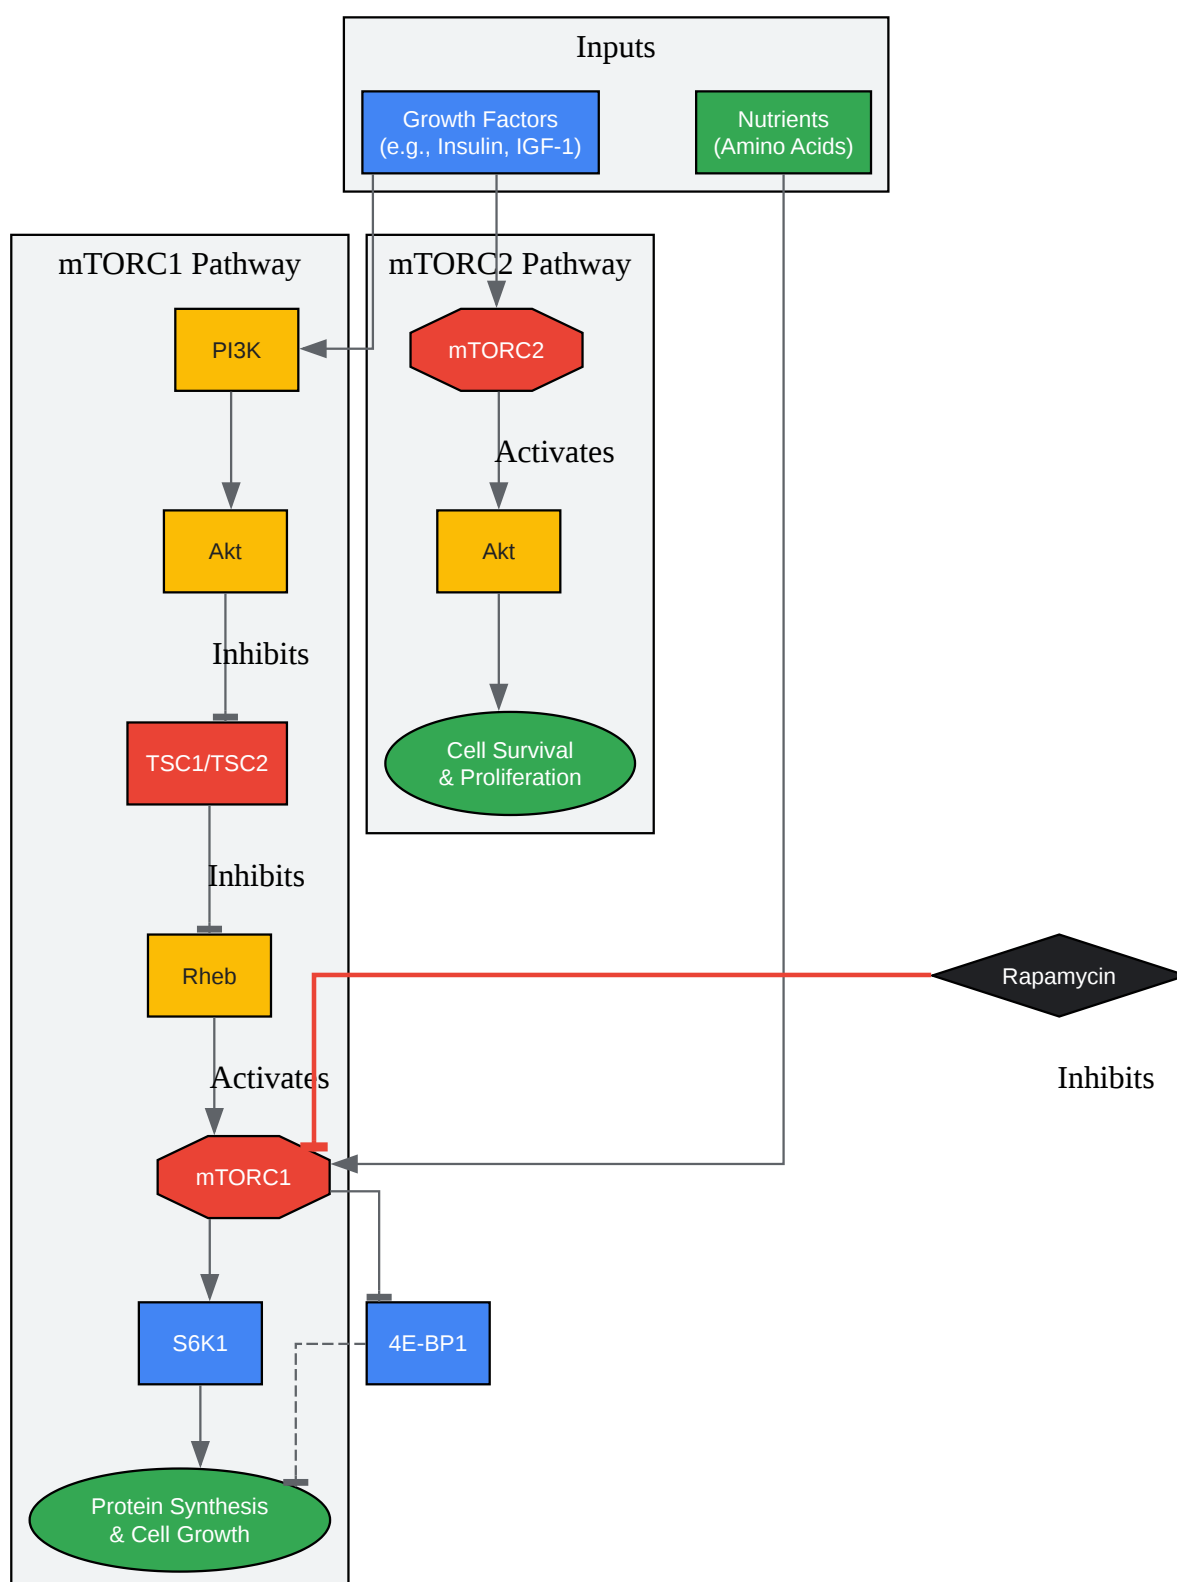 Inputs
Growth Factors
(e.g., Insulin, IGF-1)
Nutrients
(Amino Acids)
mTORC1 Pathway
mTORC2 Pathway
PI3K
mTORC2
Activates
Akt
Akt
Inhibits
TSC1/TSC2
Cell Survival
& Proliferation
Inhibits
Rheb
Rapamycin
Activates
Inhibits
mTORC1
S6K1
4E-BP1
Protein Synthesis
& Cell Growth